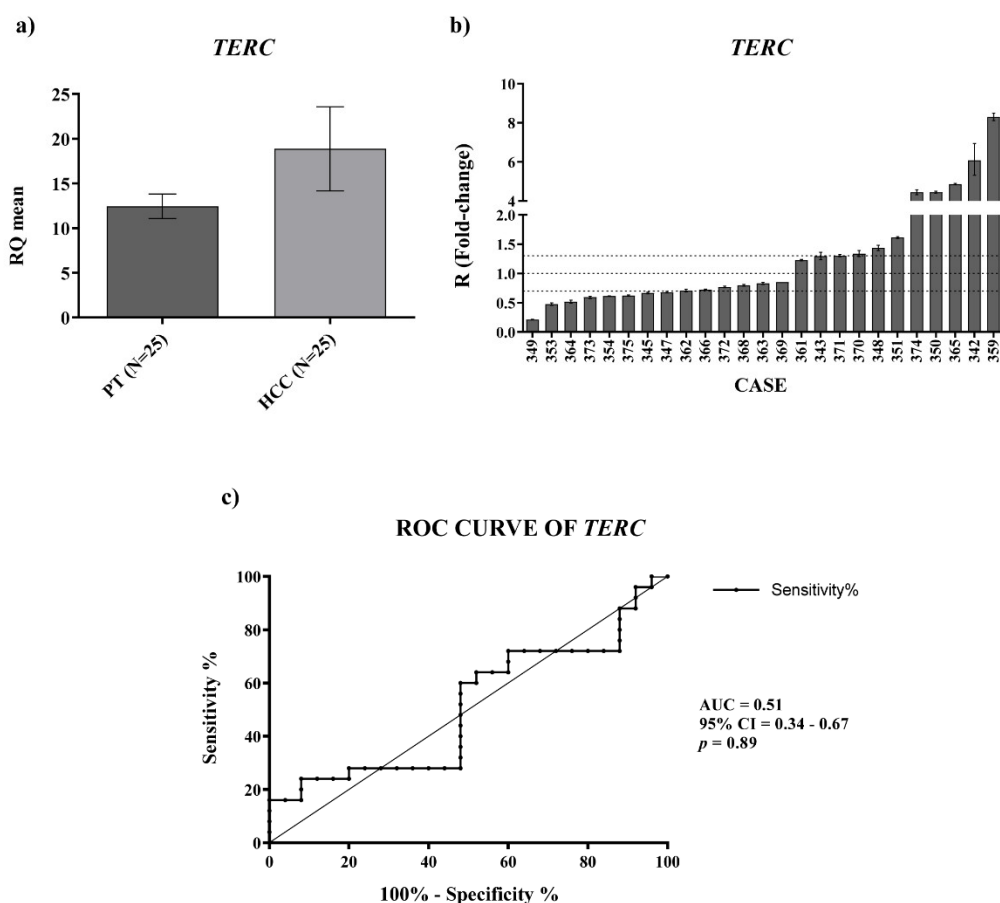 a)
TERC
25
20
15
10
5
0
RQ mean
PT (N=25)
HCC (N=25)
b)
TERC
10
8
6
4
2.0
1.5
1.0
0.5
0.0
R (Fold-change)
349 353 364 373 354 375 345 347 362 366 372 368 363 369 361 343 371 370 348 351 374 350 365 342 359
CASE
c)
ROC CURVE OF TERC
100
80
60
40
20
0
Sensitivity %
0 20 40 60 80 100
100% - Specificity %
Sensitivity%
AUC = 0.51
95% CI = 0.34 - 0.67
p = 0.89